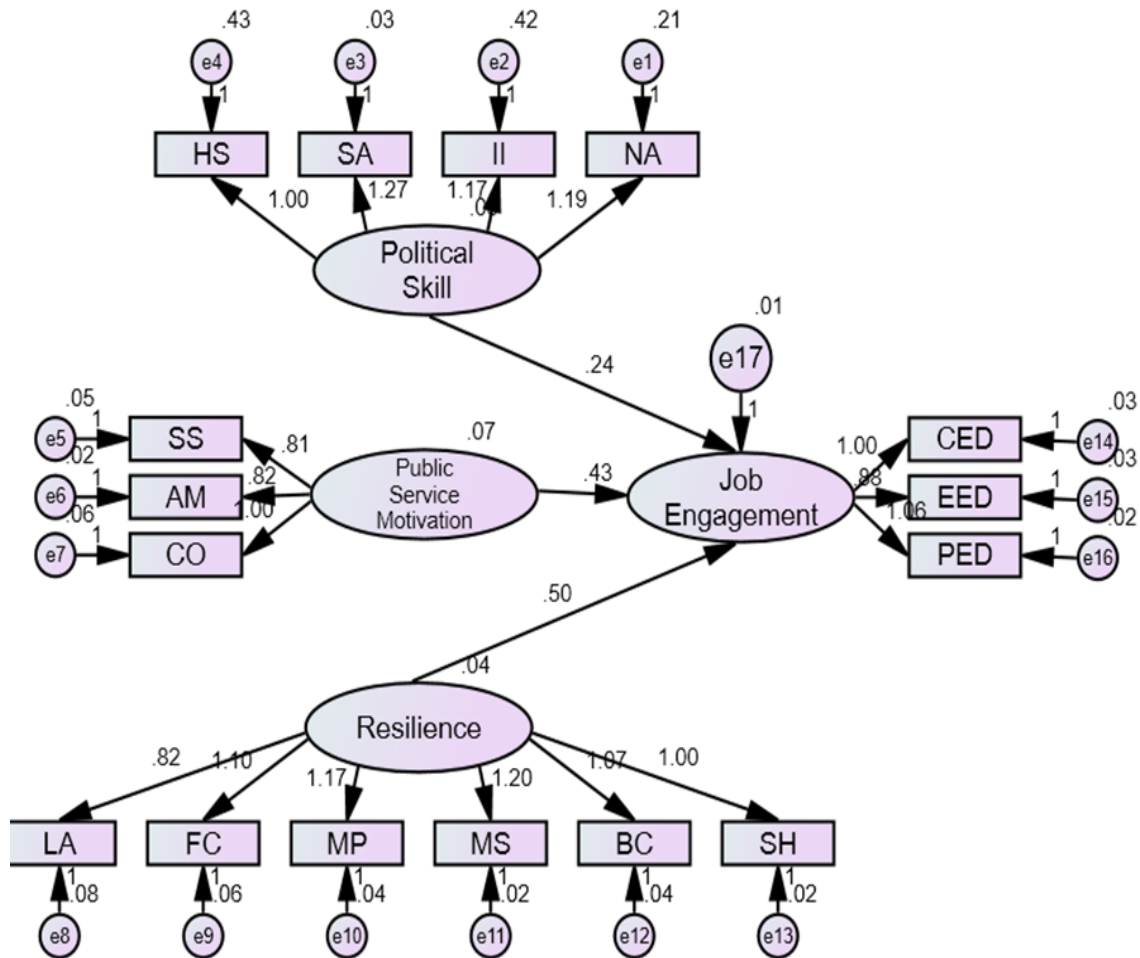 .43 .03 .42 .21
e4 e3 e2 e1
1 1 1 1
HS SA II NA
1.00 1.27 1.17 1.19
Political
Skill
.01
e17
.24
1
.05
e5 1 SS .81
.02
e6 1 AM .82
.06
e7 1 CO 1.00
.07
Public
Service
Motivation
.43
Job
Engagement
1.00 CED 1 e14 .03
.88 EED 1 e15 .03
1.06 PED 1 e16 .02
.50
.04
Resilience
.82 1.10 1.17 1.20 1.07 1.00
LA FC MP MS BC SH
1 1 1 1 1 1
.08 .06 .04 .02 .04 .02
e8 e9 e10 e11 e12 e13